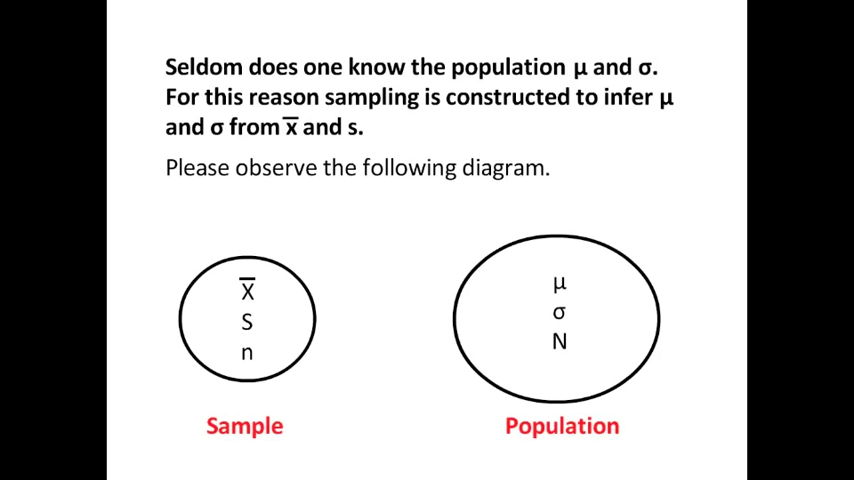 Seldom does one know the population μ and σ.
For this reason sampling is constructed to infer μ
and σ from x̅ and s.
Please observe the following diagram.
X̅
S
n
μ
σ
N
Sample
Population